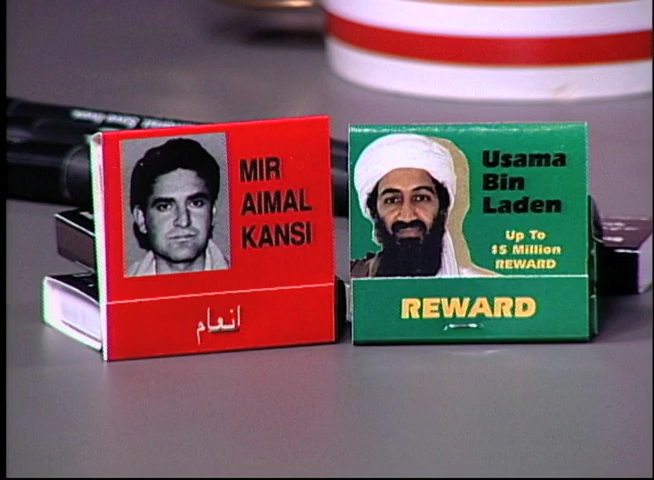 MIR
AIMAL
KANSI
انعام
Usama
Bin
Laden
Up To
$5 Million
REWARD
REWARD